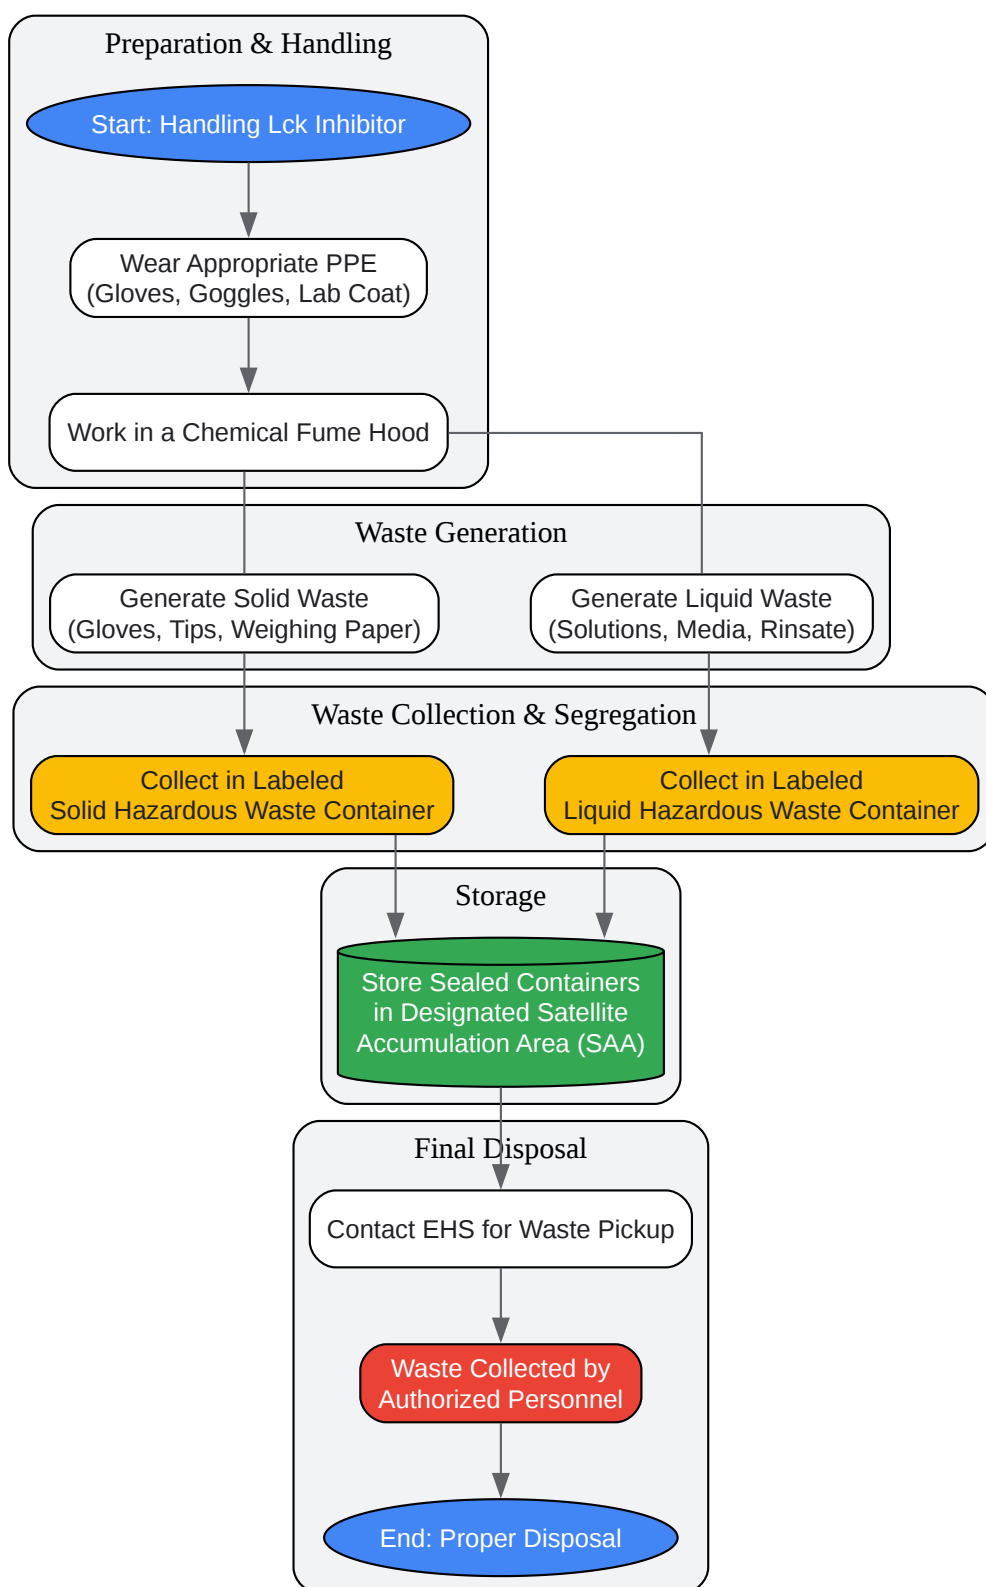 Preparation & Handling
Start: Handling Lck Inhibitor
Wear Appropriate PPE
(Gloves, Goggles, Lab Coat)
Work in a Chemical Fume Hood
Waste Generation
Generate Solid Waste
(Gloves, Tips, Weighing Paper)
Generate Liquid Waste
(Solutions, Media, Rinsate)
Waste Collection & Segregation
Collect in Labeled
Solid Hazardous Waste Container
Collect in Labeled
Liquid Hazardous Waste Container
Storage
Store Sealed Containers
in Designated Satellite
Accumulation Area (SAA)
Final Disposal
Contact EHS for Waste Pickup
Waste Collected by
Authorized Personnel
End: Proper Disposal